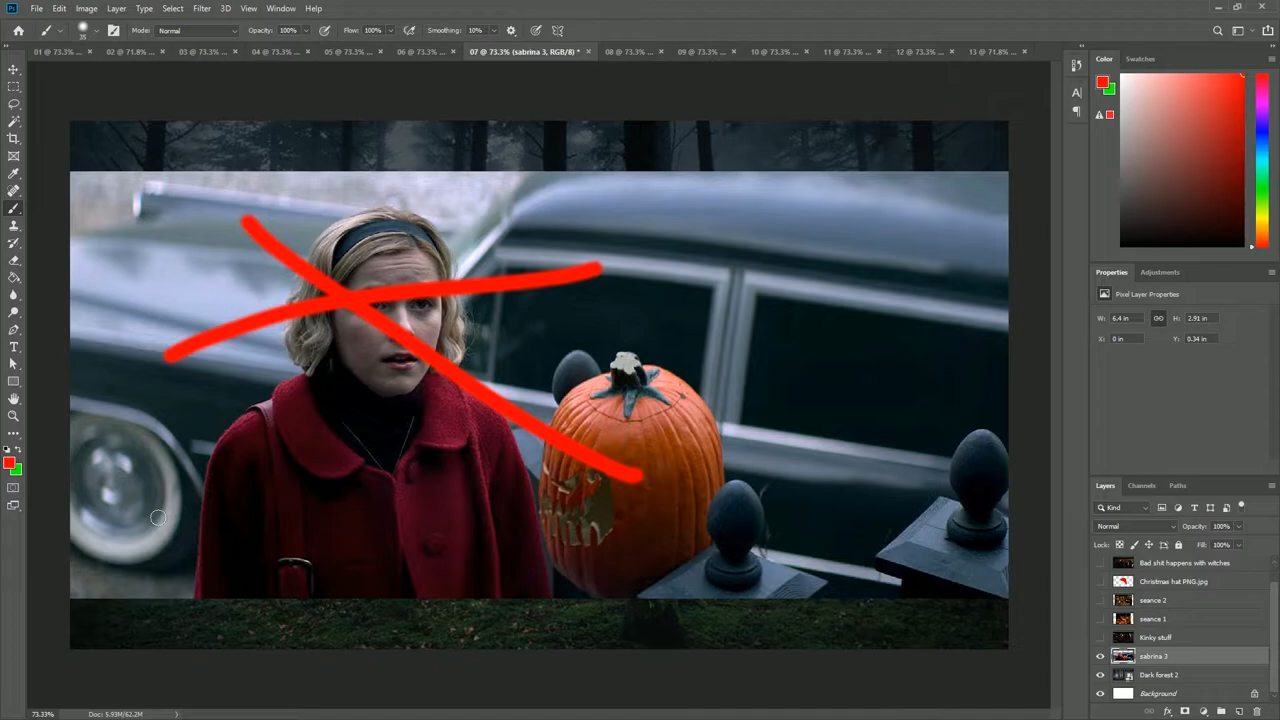 Ps File Edit Image Layer Type Select Filter 3D View Window Help
35 Mode: Normal Opacity: 100% Flow: 100% Smoothing: 10%
01 @ 73.3%... × 02 @ 71.8%... × 03 @ 73.3%... × 04 @ 73.3%... × 05 @ 73.3%... × 06 @ 73.3%... × 07 @ 73.3% (sabrina 3, RGB/8) * × 08 @ 73.3%... × 09 @ 73.3%... × 10 @ 73.3%... × 11 @ 73.3%... × 12 @ 73.3%... × 13 @ 71.8%... ×
Color Swatches
Properties Adjustments
Pixel Layer Properties
W: 6.4 in H: 2.91 in
X: 0 in Y: 0.34 in
Layers Channels Paths
Kind
Normal Opacity: 100%
Lock: Fill: 100%
Bad shit happens with witches
Christmas hat PNG.jpg
seance 2
seance 1
Kinky stuff
sabrina 3
Dark forest 2
Background
73.33% Doc: 5.93M/62.2M